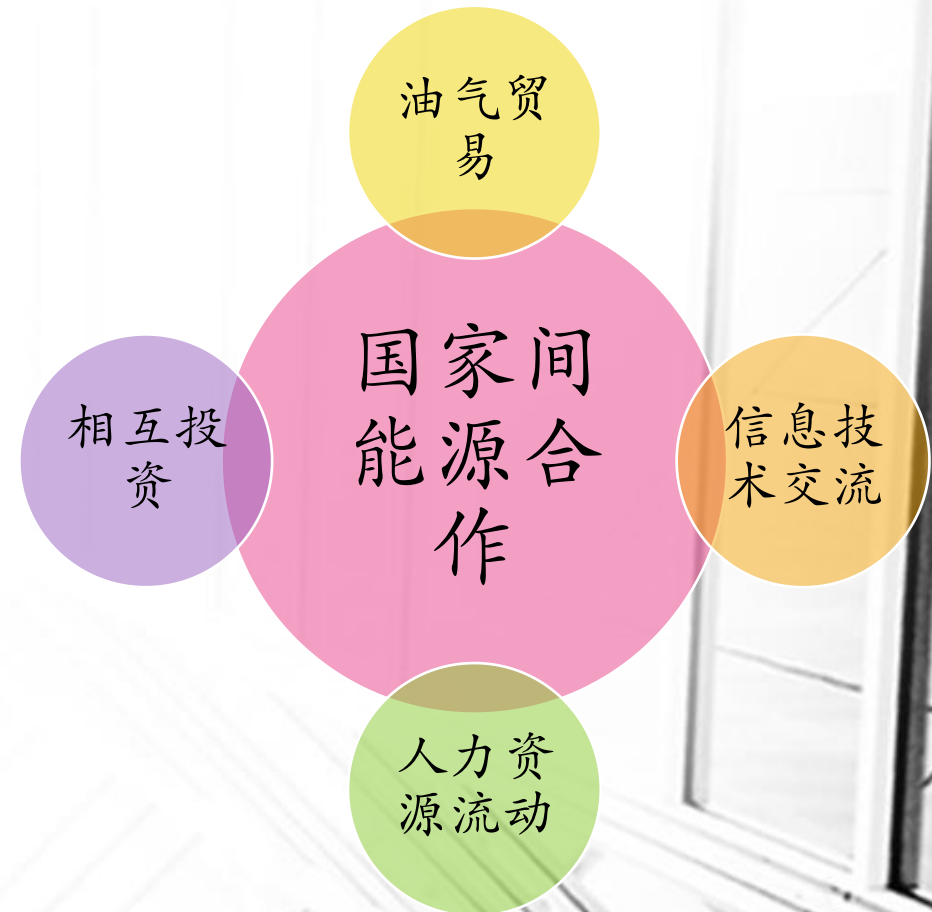 油气贸
易
国家间
能源合
作
相互投
资
信息技
术交流
人力资
源流动